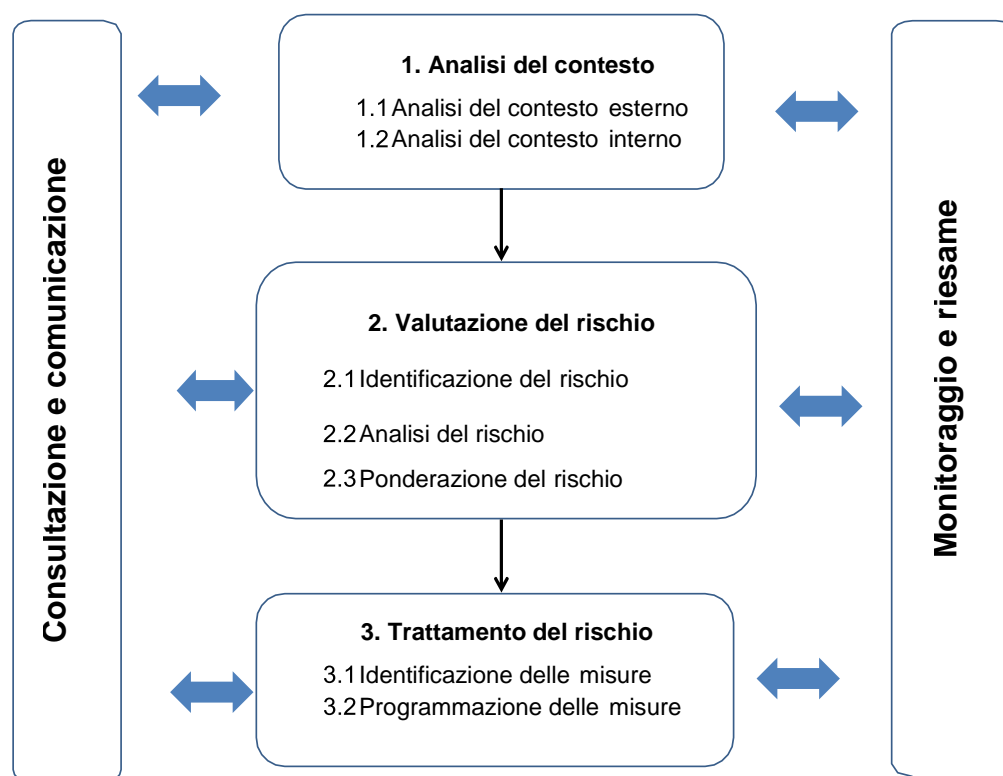 Consultazione e comunicazione
1. Analisi del contesto
1.1 Analisi del contesto esterno
1.2 Analisi del contesto interno
2. Valutazione del rischio
2.1 Identificazione del rischio
2.2 Analisi del rischio
2.3 Ponderazione del rischio
3. Trattamento del rischio
3.1 Identificazione delle misure
3.2 Programmazione delle misure
Monitoraggio e riesame